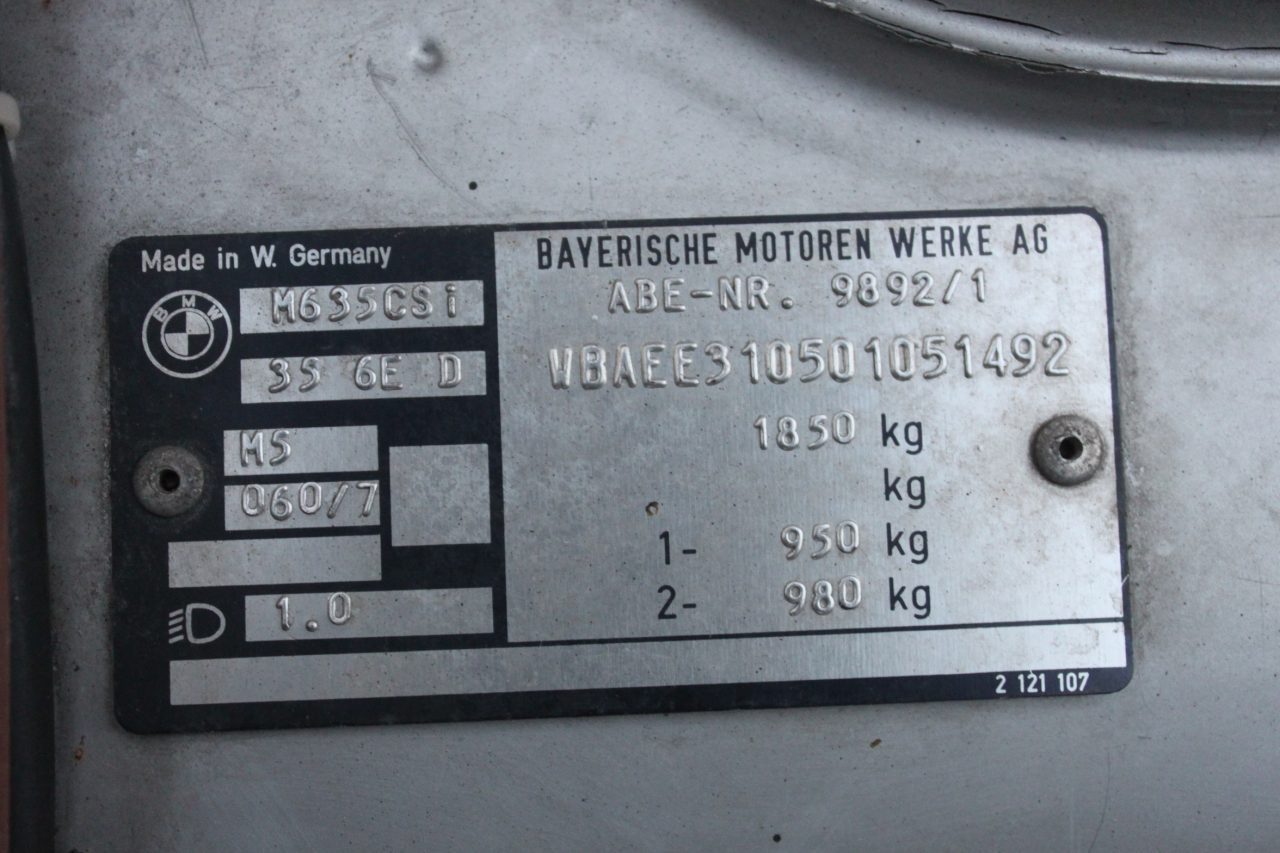 Made in W. Germany
BMW
M635CSi
35 6E D
M5
060/7
1.0
BAYERISCHE MOTOREN WERKE AG
ABE-NR. 9892/1
WBAEE310501051492
1850 kg
kg
1- 950 kg
2- 980 kg
2 121 107